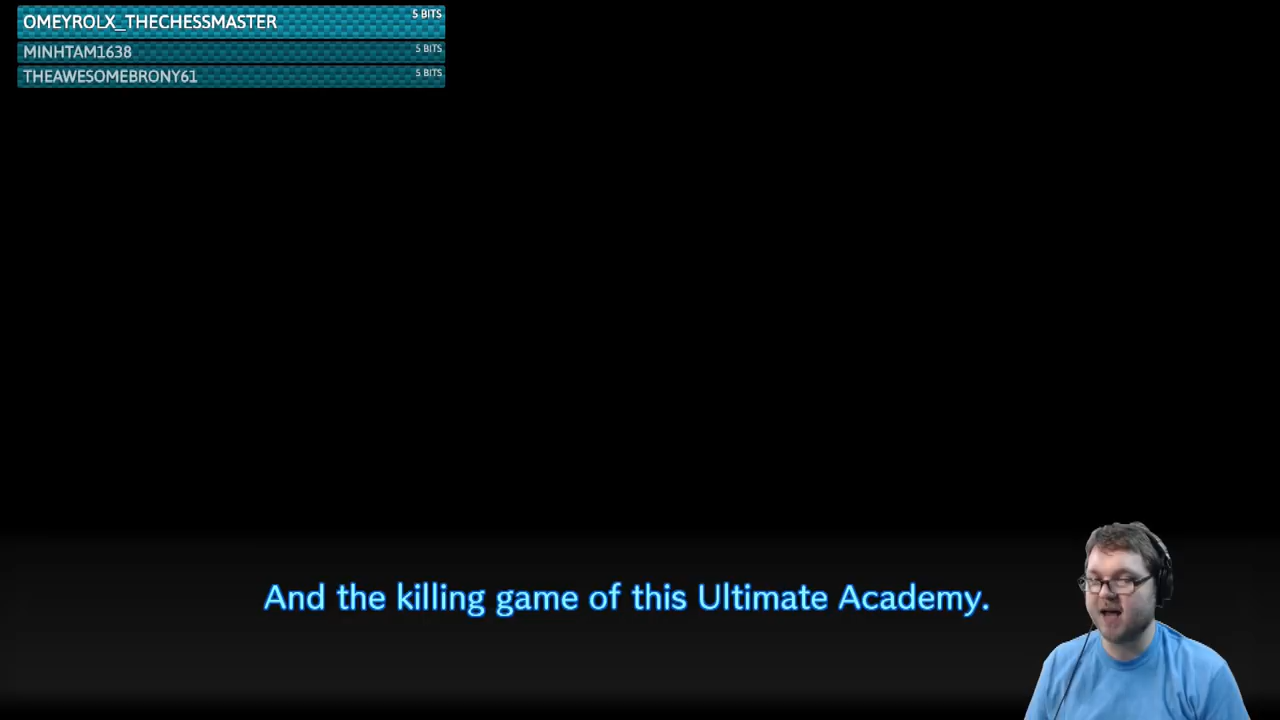 OMEYROLX_THECHESSMASTER 5 BITS
MINHTAM1638 5 BITS
THEAWESOMEBRONY61 5 BITS
And the killing game of this Ultimate Academy.